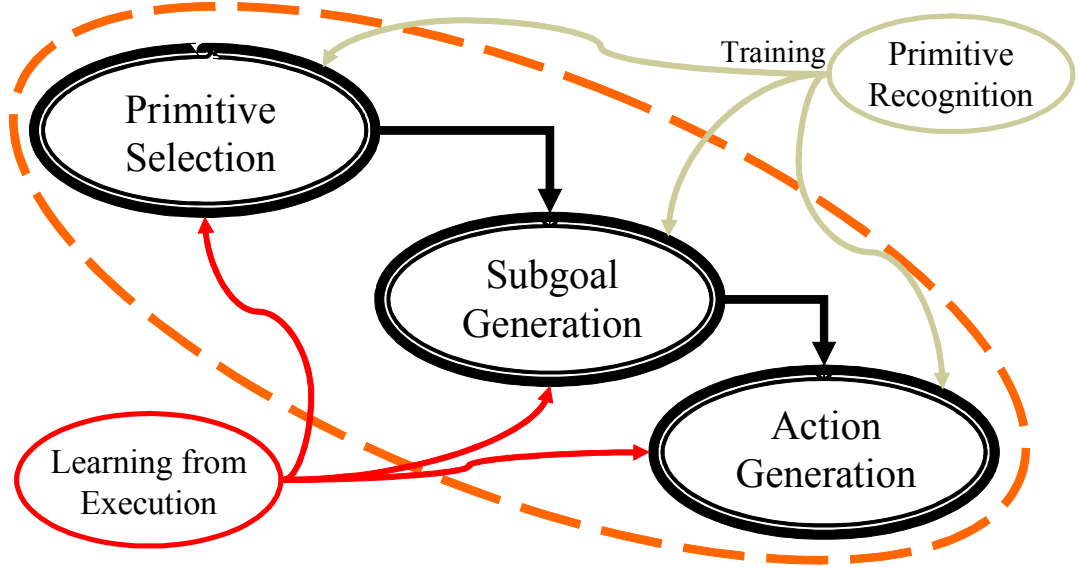 Primitive
Selection
Training
Primitive
Recognition
Subgoal
Generation
Action
Generation
Learning from
Execution